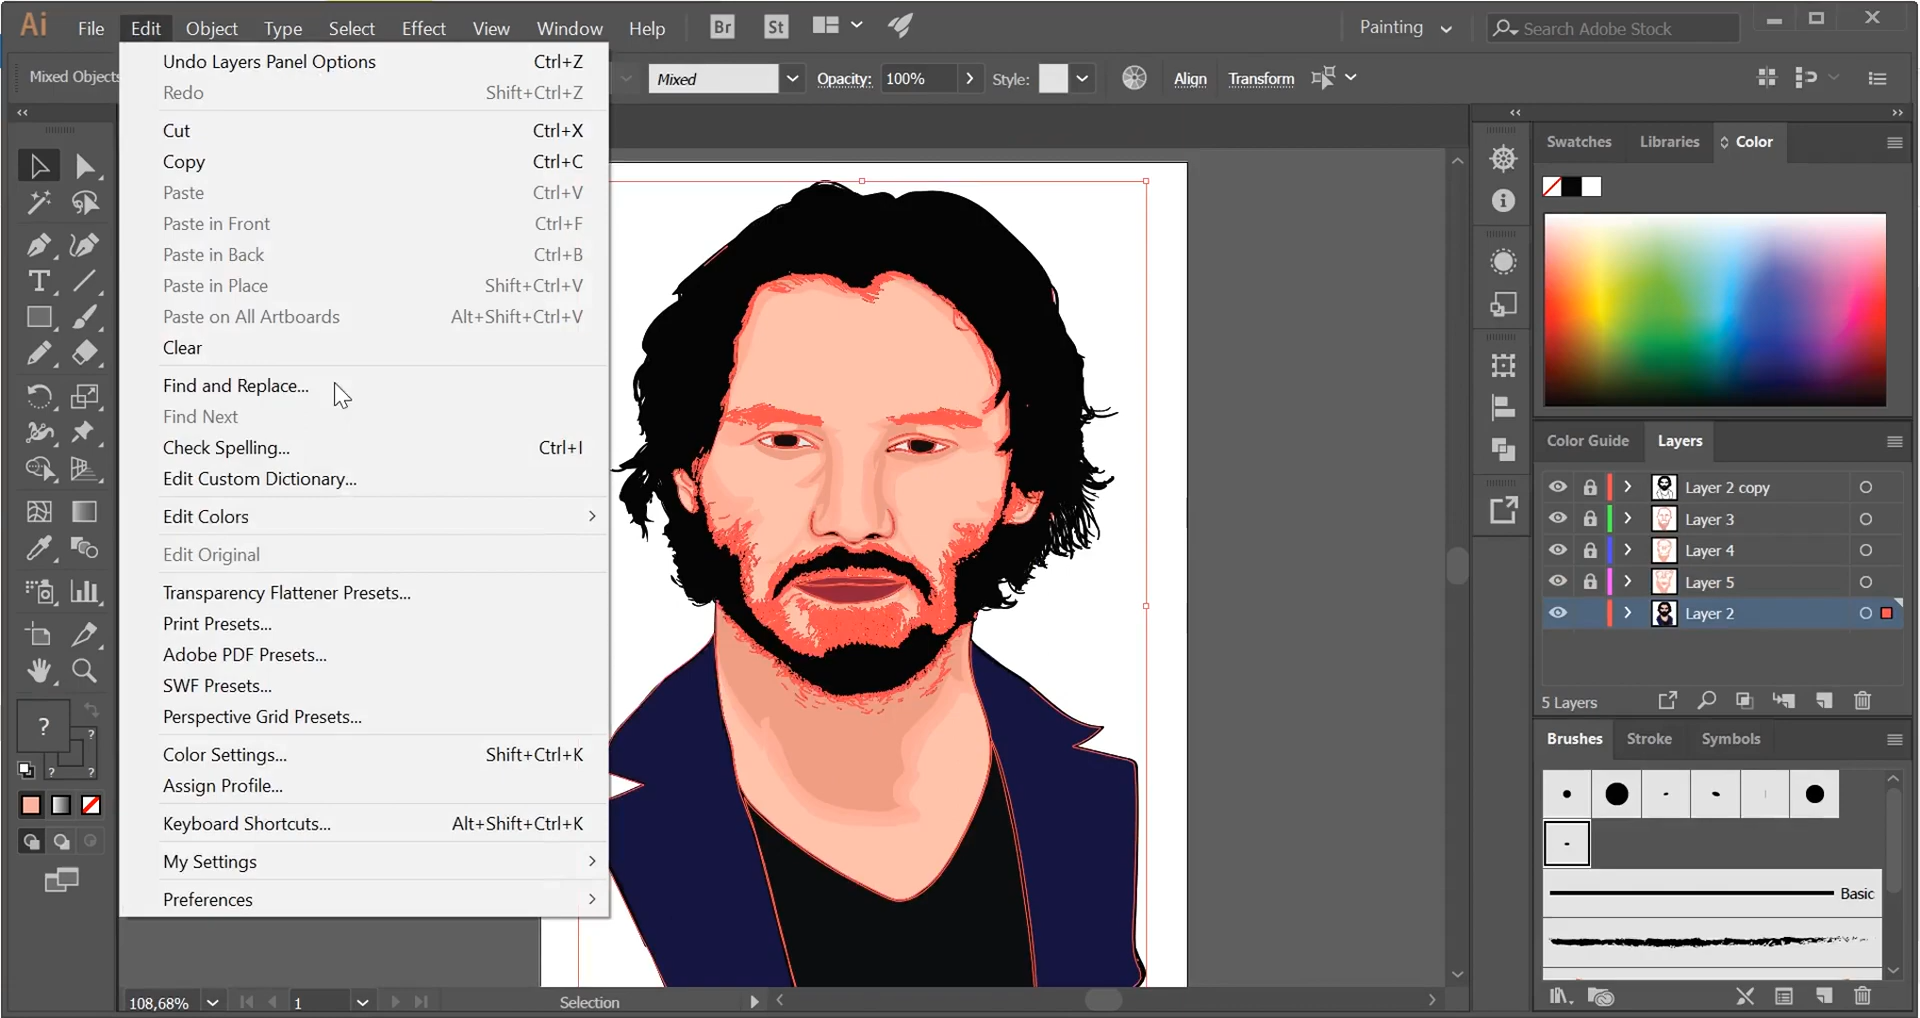 Ai File Edit Object Type Select Effect View Window Help Br St Painting Search Adobe Stock
Mixed Objects Mixed Opacity: 100% Style: Align Transform
Undo Layers Panel Options Ctrl+Z
Redo Shift+Ctrl+Z
Cut Ctrl+X
Copy Ctrl+C
Paste Ctrl+V
Paste in Front Ctrl+F
Paste in Back Ctrl+B
Paste in Place Shift+Ctrl+V
Paste on All Artboards Alt+Shift+Ctrl+V
Clear
Find and Replace...
Find Next
Check Spelling... Ctrl+I
Edit Custom Dictionary...
Edit Colors
Edit Original
Transparency Flattener Presets...
Print Presets...
Adobe PDF Presets...
SWF Presets...
Perspective Grid Presets...
Color Settings... Shift+Ctrl+K
Assign Profile...
Keyboard Shortcuts... Alt+Shift+Ctrl+K
My Settings
Preferences
T
?
?
? ?
Swatches Libraries Color
Color Guide Layers
Layer 2 copy
Layer 3
Layer 4
Layer 5
Layer 2
5 Layers
Brushes Stroke Symbols
Basic
108,68% 1 Selection